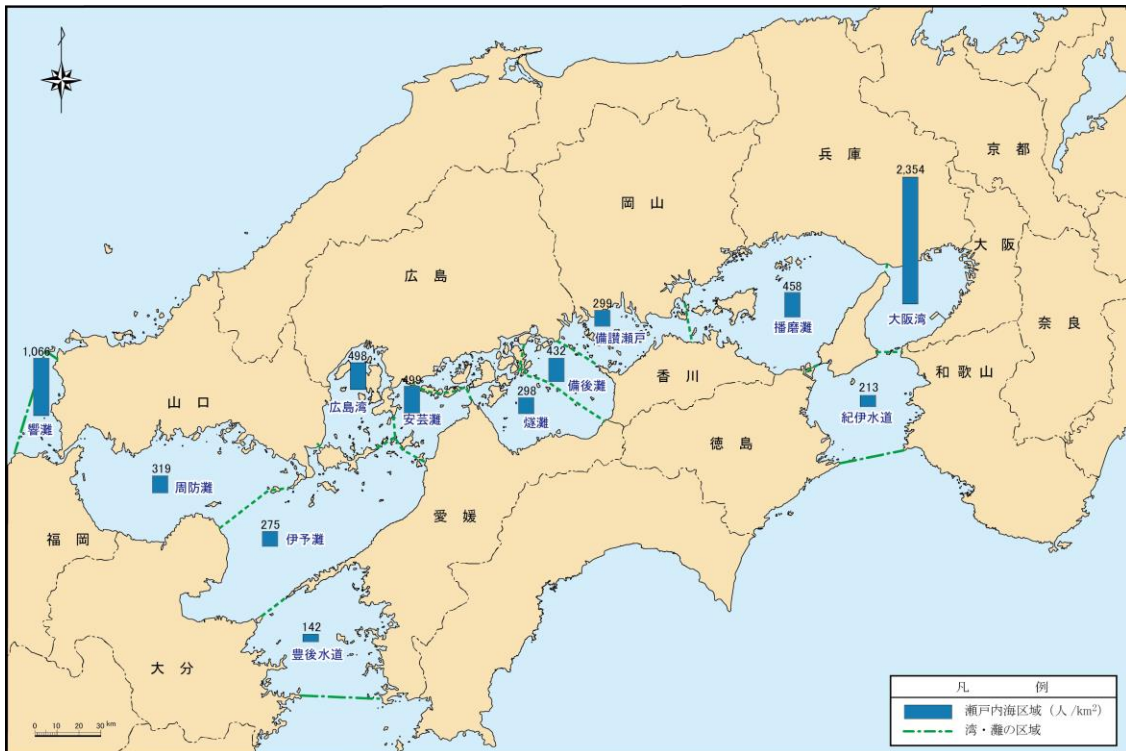 兵 庫
京 都
2,354
岡 山
大 阪
広 島
299
458
大阪湾
奈 良
播磨灘
備讃瀬戸
1,066
498
432
香 川
和 歌 山
499
備後灘
213
山 口
広島湾
298
安芸灘
燧灘
紀伊水道
響灘
徳 島
319
周防灘
愛 媛
275
福 岡
伊予灘
142
豊後水道
大 分
凡 例
瀬戸内海区域(人/km²)
湾・灘の区域
0 10 20 30 km